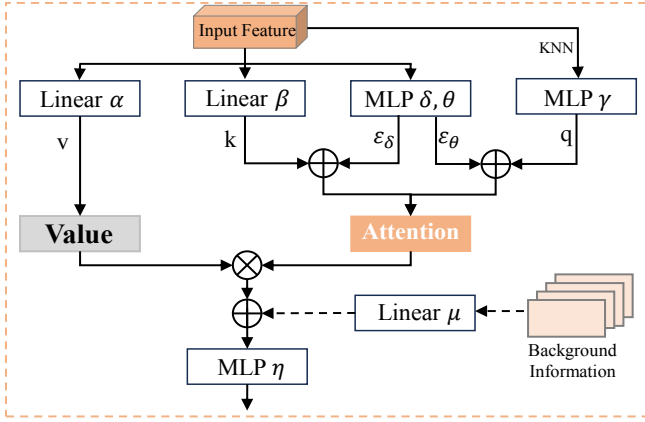 Input Feature
KNN
Linear α
Linear β
MLP δ, θ
MLP γ
v
k
ε_δ
ε_θ
q
Value
Attention
Linear μ
MLP η
Background
Information